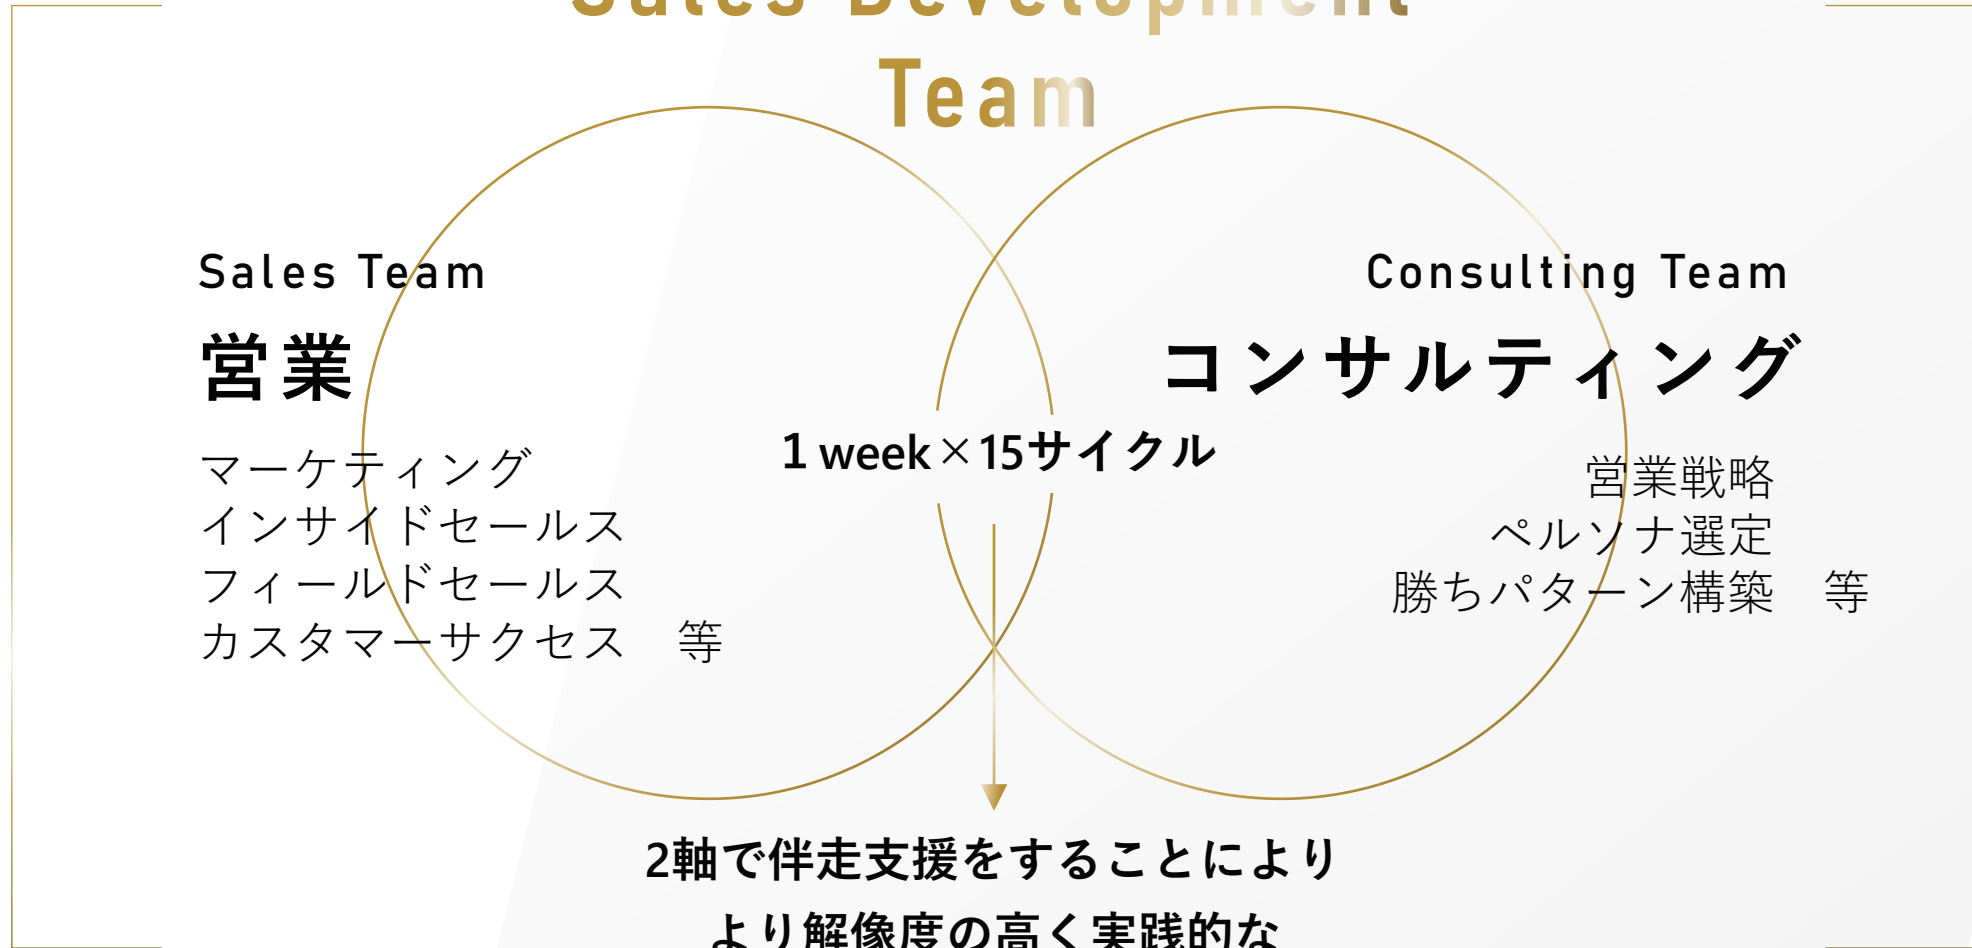 Sales Development
Team
Sales Team
営業
マーケティング
インサイドセールス
フィールドセールス
カスタマーサクセス　等
Consulting Team
コンサルティング
営業戦略
ペルソナ選定
勝ちパターン構築　等
1 week×15サイクル
2軸で伴走支援をすることにより
より解像度の高く実践的な